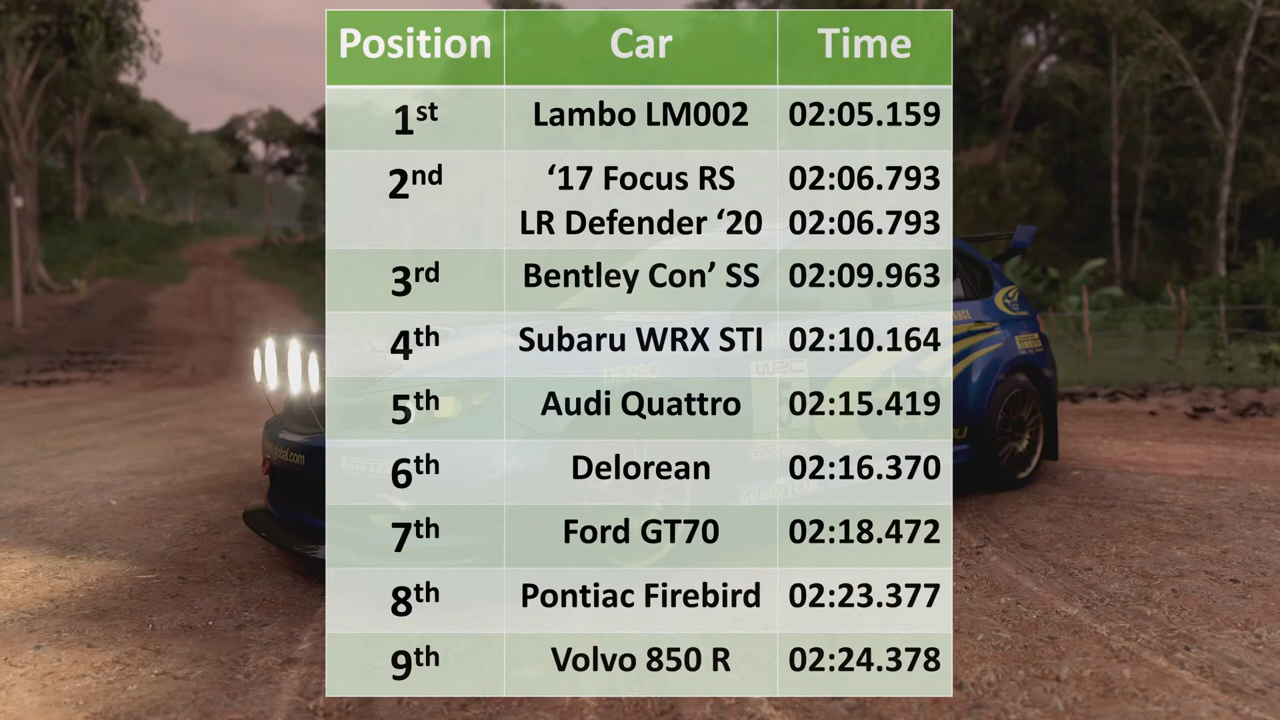 Position Car Time
1st Lambo LM002 02:05.159
2nd ‘17 Focus RS 02:06.793
LR Defender ‘20 02:06.793
3rd Bentley Con’ SS 02:09.963
4th Subaru WRX STI 02:10.164
5th Audi Quattro 02:15.419
6th Delorean 02:16.370
7th Ford GT70 02:18.472
8th Pontiac Firebird 02:23.377
9th Volvo 850 R 02:24.378
DENSO
WRC